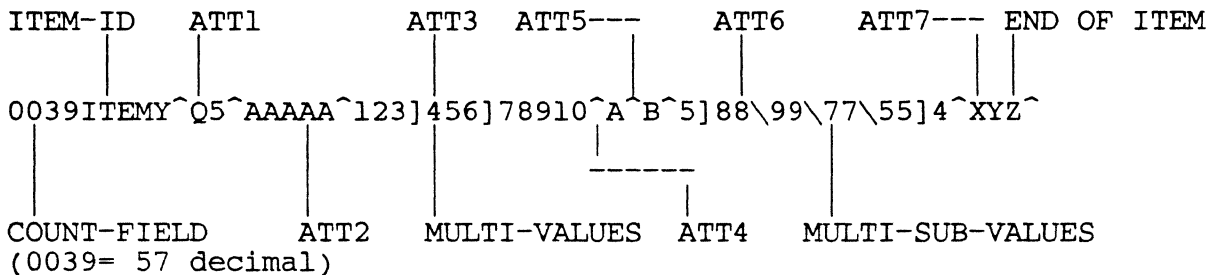 ITEM-ID ATT1 ATT3 ATT5--- ATT6 ATT7--- END OF ITEM
0039ITEMY^Q5^AAAAA^123]456]78910^A^B^5]88\99\77\55]4^XYZ^
------
COUNT-FIELD ATT2 MULTI-VALUES ATT4 MULTI-SUB-VALUES
(0039= 57 decimal)